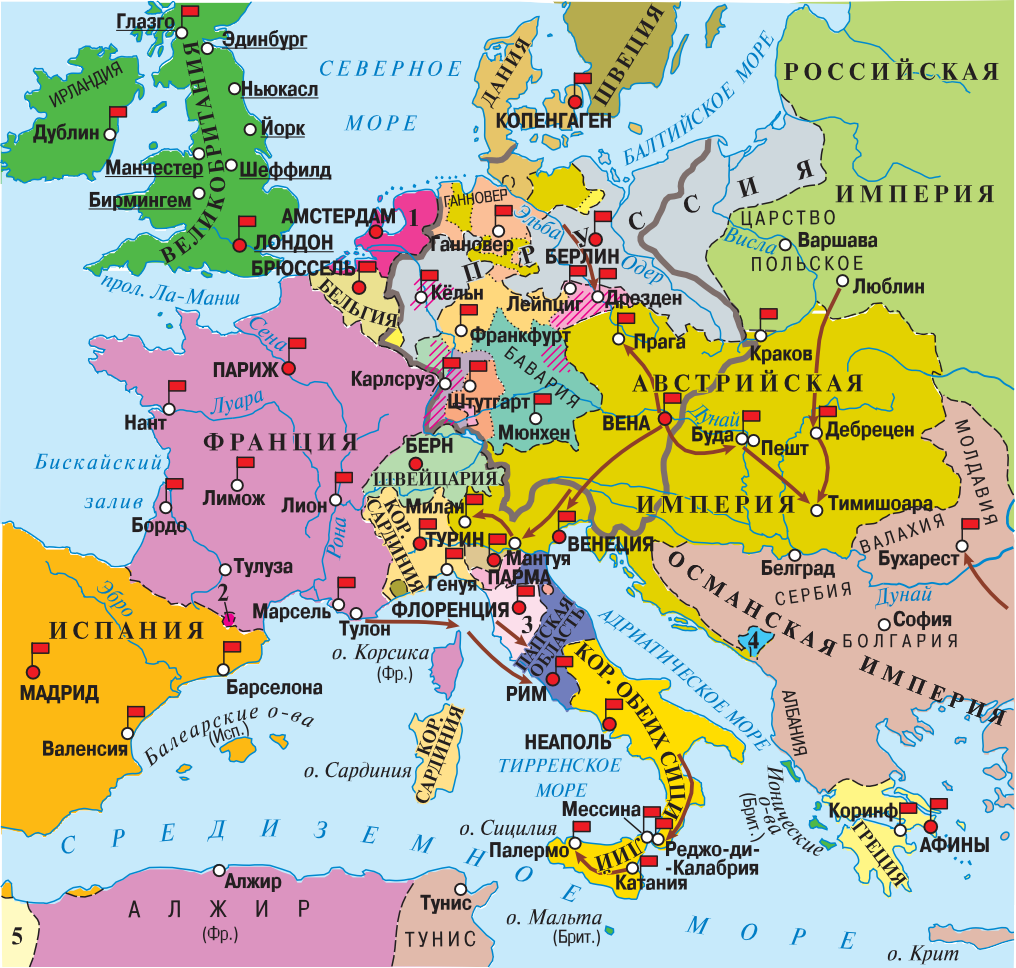 Глазго
Эдинбург
СЕВЕРНОЕ
МОРЕ
ИРЛАНДИЯ
Дублин
ВЕЛИКОБРИТАНИЯ
Ньюкасл
Йорк
Манчестер
Шеффилд
Бирмингем
ЛОНДОН
прол. Ла-Манш
ДАНИЯ
ШВЕЦИЯ
КОПЕНГАГЕН
БАЛТИЙСКОЕ МОРЕ
РОССИЙСКАЯ
ИМПЕРИЯ
ЦАРСТВО
ПОЛЬСКОЕ
Висла
Варшава
Люблин
АМСТЕРДАМ
1
БРЮССЕЛЬ
БЕЛЬГИЯ
ГАННОВЕР
Ганновер
Эльба
ПРУССИЯ
БЕРЛИН
Одер
Кёльн
Лейпциг
Дрезден
Франкфурт
БАВАРИЯ
Прага
Краков
Карлсруэ
Штутгарт
Мюнхен
АВСТРИЙСКАЯ
ИМПЕРИЯ
ВЕНА
Дунай
Буда
Пешт
Дебрецен
Тимишоара
Сена
ПАРИЖ
Луара
Нант
ФРАНЦИЯ
Бискайский
залив
Лимож
Лион
Бордо
Рона
Тулуза
2
Марсель
Тулон
БЕРН
ШВЕЙЦАРИЯ
Милан
КОР.
САРДИНИЯ
ТУРИН
Мантуя
ВЕНЕЦИЯ
Генуя
ПАРМА
ФЛОРЕНЦИЯ
3
ПАПСКАЯ
ОБЛАСТЬ
РИМ
АДРИАТИЧЕСКОЕ МОРЕ
КОР. ОБЕИХ СИЦИЛИЙ
НЕАПОЛЬ
ТИРРЕНСКОЕ
МОРЕ
МОЛДАВИЯ
ВАЛАХИЯ
Бухарест
Белград
СЕРБИЯ
Дунай
София
БОЛГАРИЯ
ОСМАНСКАЯ ИМПЕРИЯ
4
АЛБАНИЯ
Эбро
ИСПАНИЯ
МАДРИД
Барселона
Валенсия
Балеарские о-ва
(Исп.)
о. Корсика
(Фр.)
о. Сардиния
КОР.
САРДИНИЯ
Мессина
о. Сицилия
Палермо
Реджо-ди-
-Калабрия
Катания
Ионические
о-ва
(Брит.)
Коринф
ГРЕЦИЯ
АФИНЫ
СРЕДИЗЕМНОЕ МОРЕ
Алжир
АЛЖИР
(Фр.)
5
Тунис
ТУНИС
о. Мальта
(Брит.)
о. Крит